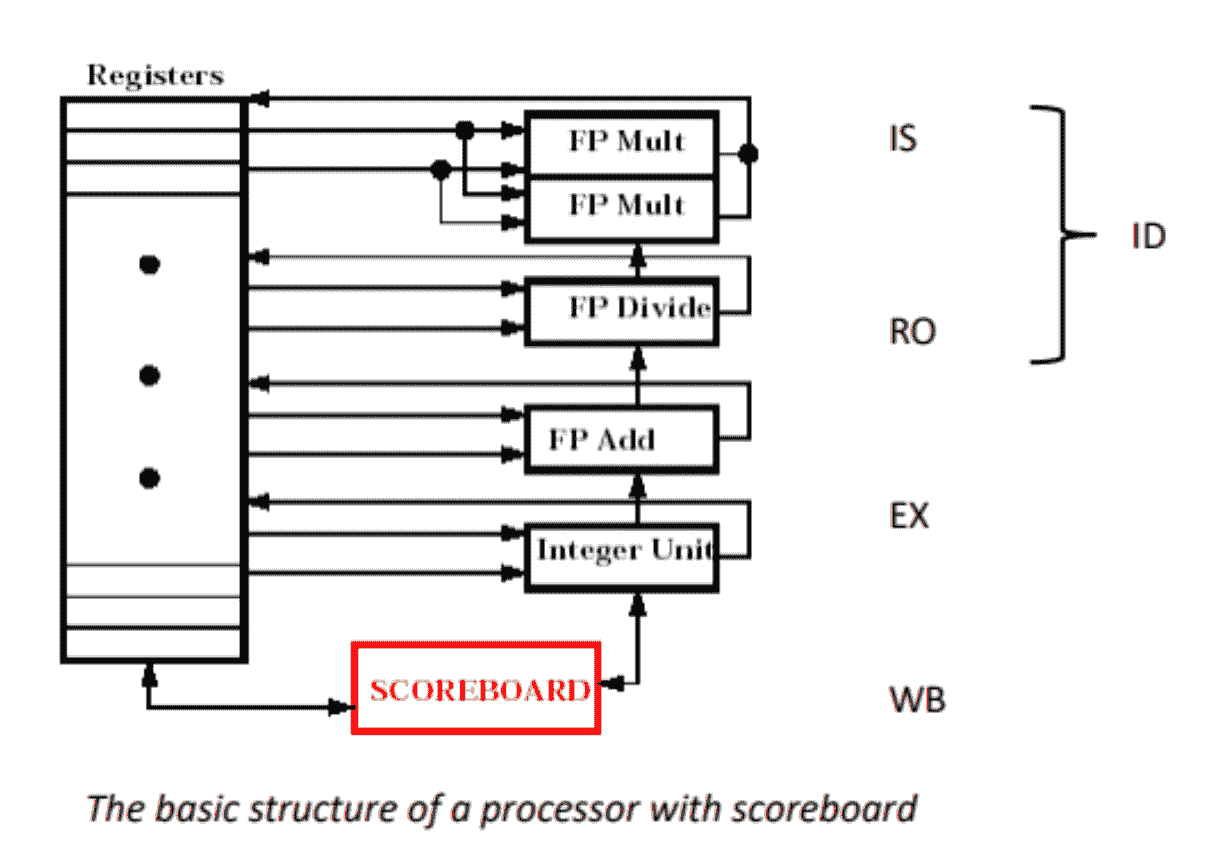 Registers
FP Mult
FP Mult
FP Divide
FP Add
Integer Unit
SCOREBOARD
IS
RO
EX
WB
ID
The basic structure of a processor with scoreboard